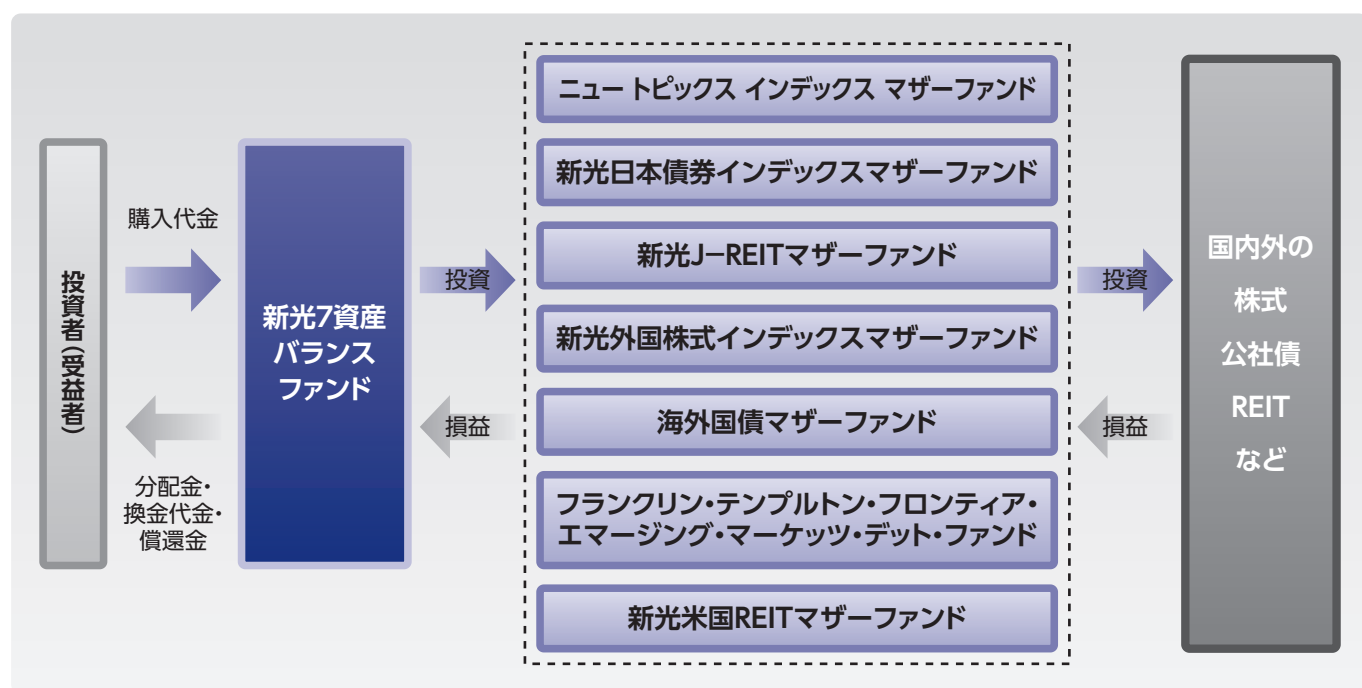 投資者(受益者)
購入代金
分配金・
換金代金・
償還金
新光7資産
バランス
ファンド
投資
損益
ニュー トピックス インデックス マザーファンド
新光日本債券インデックスマザーファンド
新光J−REITマザーファンド
新光外国株式インデックスマザーファンド
海外国債マザーファンド
フランクリン・テンプルトン・フロンティア・
エマージング・マーケッツ・デット・ファンド
新光米国REITマザーファンド
投資
損益
国内外の
株式
公社債
REIT
など